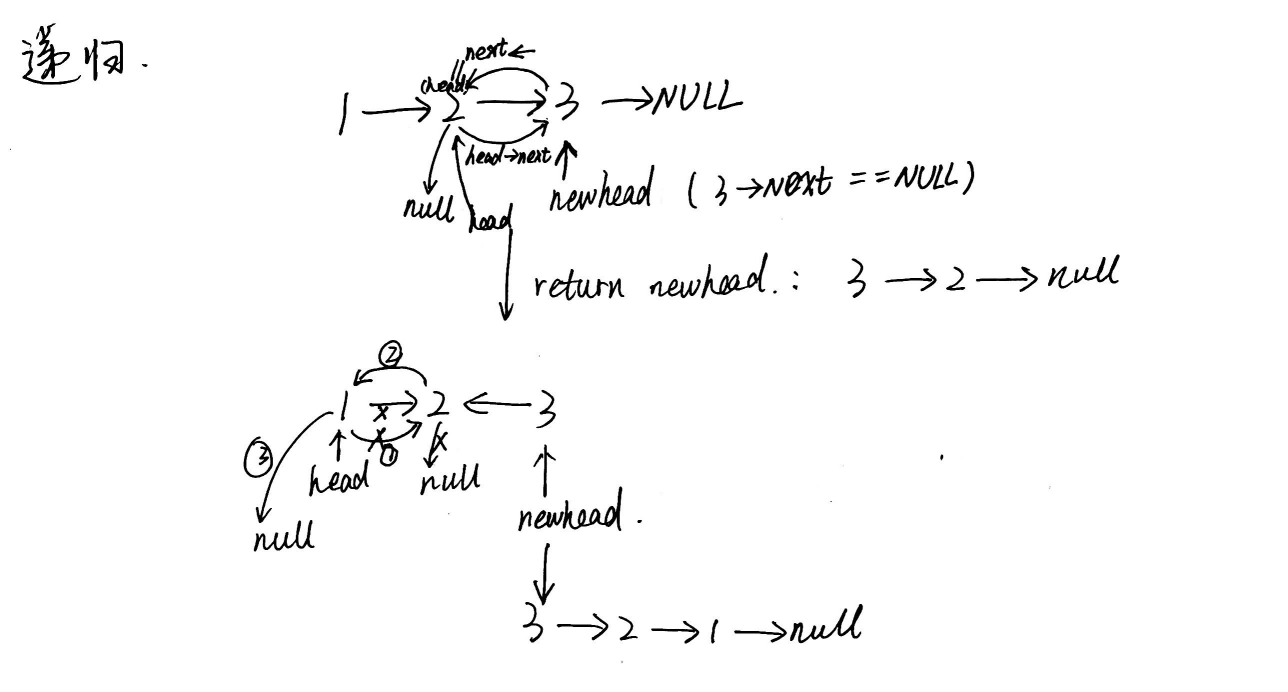 递归.
next ←
(head)
1 → 2 → 3 → NULL
head→next
null head newhead ( 3 → Next == NULL )
return newhead. : 3 → 2 → null
②
1 → 2 ← 3
x
① x
③ head null
null newhead.
3 → 2 → 1 → null